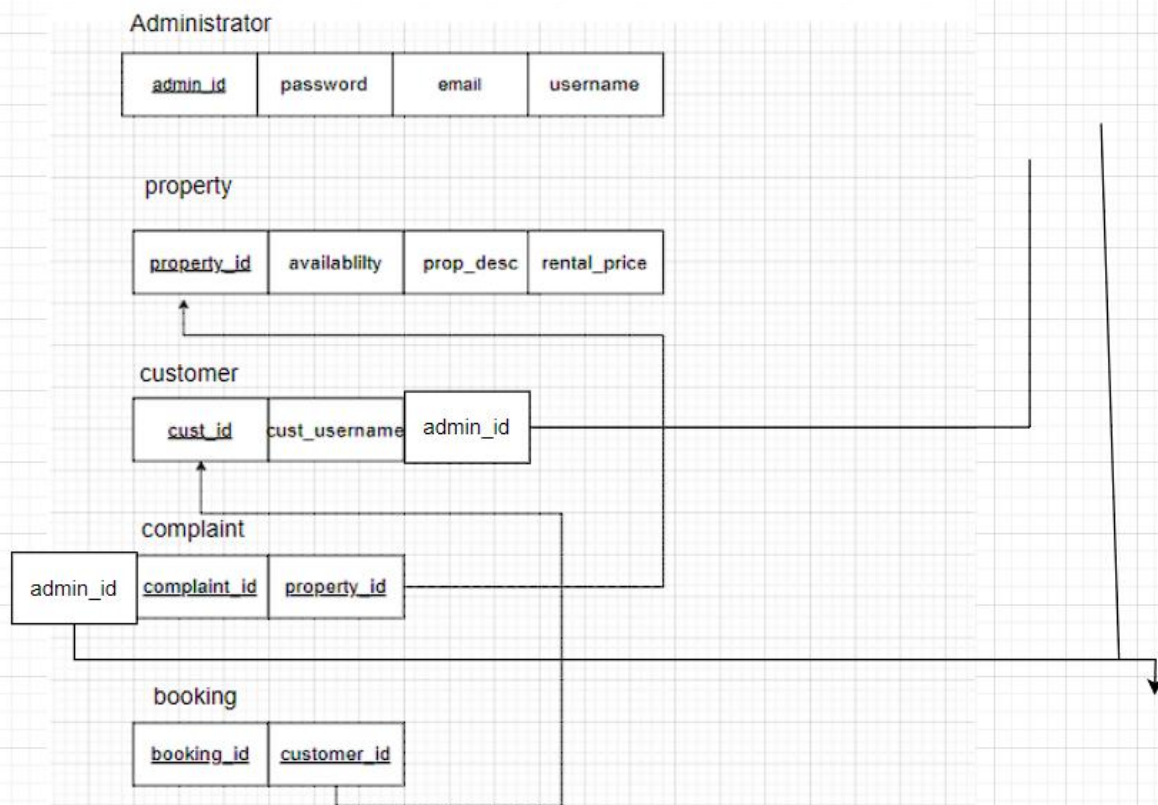 Administrator
admin_id password email username
property
property_id availablilty prop_desc rental_price
customer
cust_id cust_username admin_id
complaint
admin_id complaint_id property_id
booking
booking_id customer_id